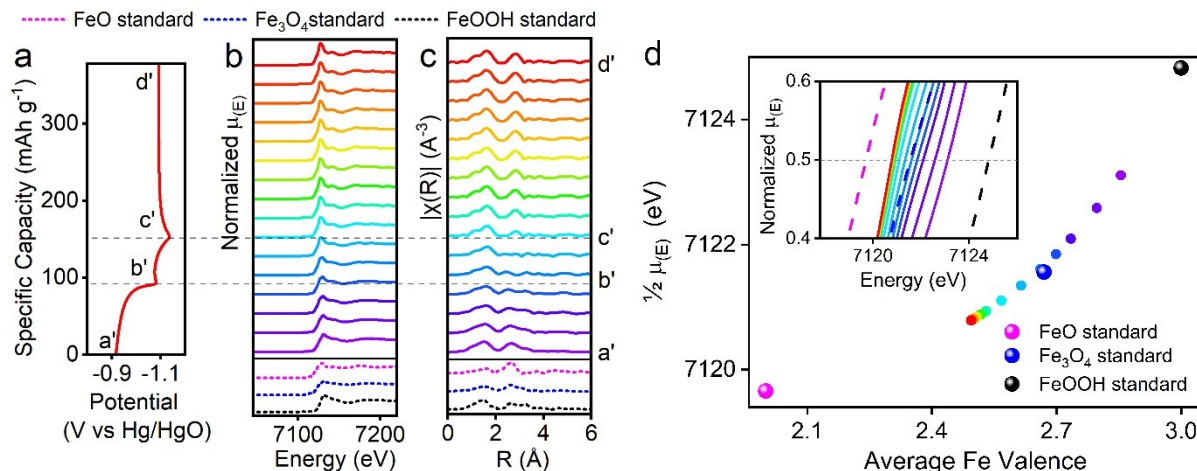 FeO standard Fe₃O₄standard FeOOH standard
a b c d
Specific Capacity (mAh g⁻¹)
300
200
100
0
d'
c'
b'
a'
-0.9 -1.1
Potential
(V vs Hg/HgO)
Normalized μ(E)
7100 7200
Energy (eV)
|χ(R)| (A⁻³)
d'
c'
b'
a'
0 2 4 6
R (Å)
½ μ(E) (eV)
7124
7122
7120
Normalized μ(E)
0.6
0.5
0.4
7120 7124
Energy (eV)
FeO standard
Fe₃O₄ standard
FeOOH standard
2.1 2.4 2.7 3.0
Average Fe Valence